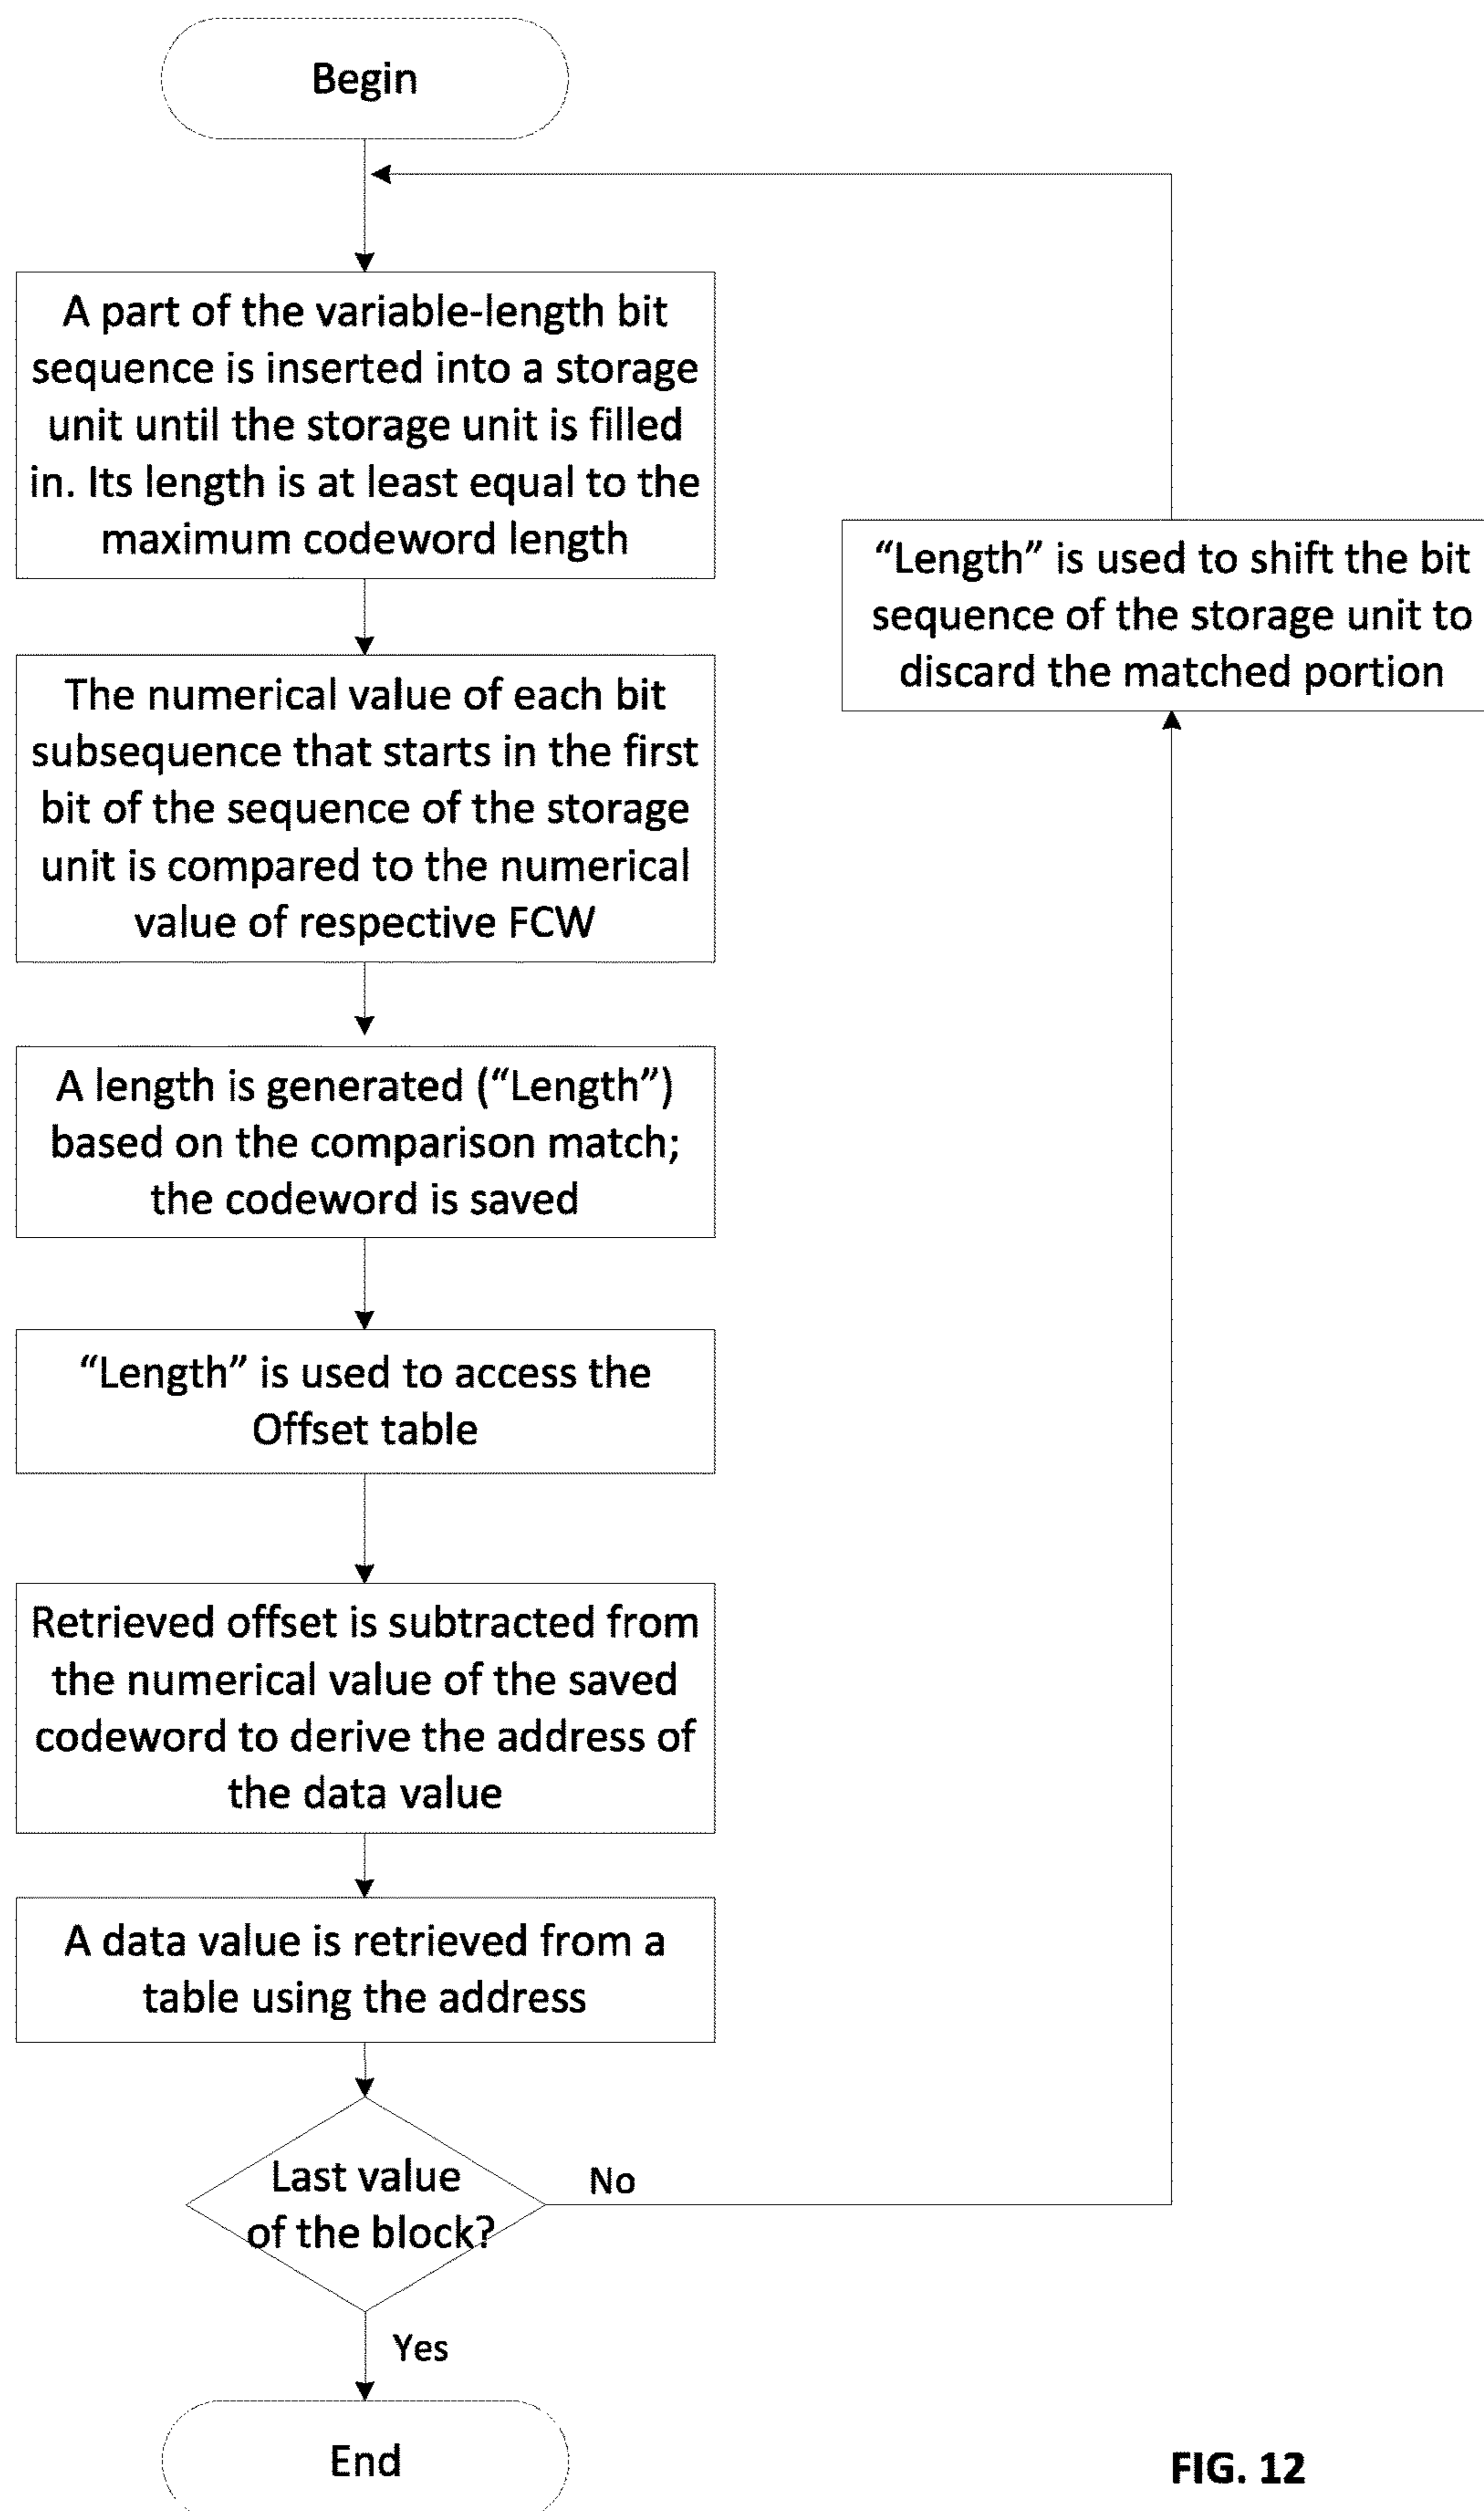 Begin
A part of the variable-length bit
sequence is inserted into a storage
unit until the storage unit is filled
in. Its length is at least equal to the
maximum codeword length
“Length” is used to shift the bit
sequence of the storage unit to
discard the matched portion
The numerical value of each bit
subsequence that starts in the first
bit of the sequence of the storage
unit is compared to the numerical
value of respective FCW
A length is generated (“Length”)
based on the comparison match;
the codeword is saved
“Length” is used to access the
Offset table
Retrieved offset is subtracted from
the numerical value of the saved
codeword to derive the address of
the data value
A data value is retrieved from a
table using the address
Last value
of the block?
No
Yes
End
FIG. 12